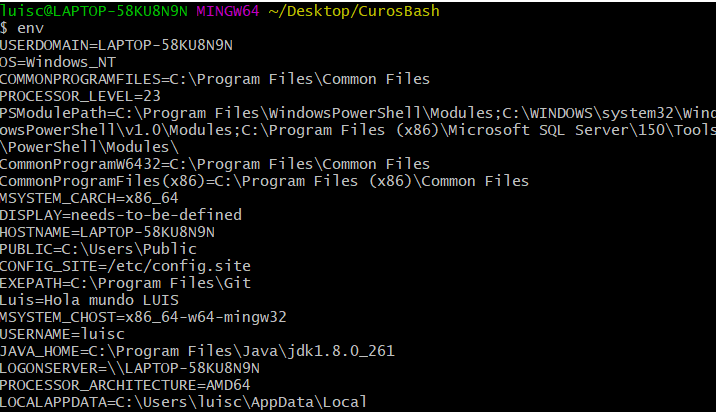 luisc@LAPTOP-58KU8N9N MINGW64 ~/Desktop/CurosBash
$ env
USERDOMAIN=LAPTOP-58KU8N9N
OS=Windows_NT
COMMONPROGRAMFILES=C:\Program Files\Common Files
PROCESSOR_LEVEL=23
PSModulePath=C:\Program Files\WindowsPowerShell\Modules;C:\WINDOWS\system32\Wind
owsPowerShell\v1.0\Modules;C:\Program Files (x86)\Microsoft SQL Server\150\Tools
\PowerShell\Modules\
CommonProgramW6432=C:\Program Files\Common Files
CommonProgramFiles(x86)=C:\Program Files (x86)\Common Files
MSYSTEM_CARCH=x86_64
DISPLAY=needs-to-be-defined
HOSTNAME=LAPTOP-58KU8N9N
PUBLIC=C:\Users\Public
CONFIG_SITE=/etc/config.site
EXEPATH=C:\Program Files\Git
Luis=Hola mundo LUIS
MSYSTEM_CHOST=x86_64-w64-mingw32
USERNAME=luisc
JAVA_HOME=C:\Program Files\Java\jdk1.8.0_261
LOGONSERVER=\\LAPTOP-58KU8N9N
PROCESSOR_ARCHITECTURE=AMD64
LOCALAPPDATA=C:\Users\luisc\AppData\Local